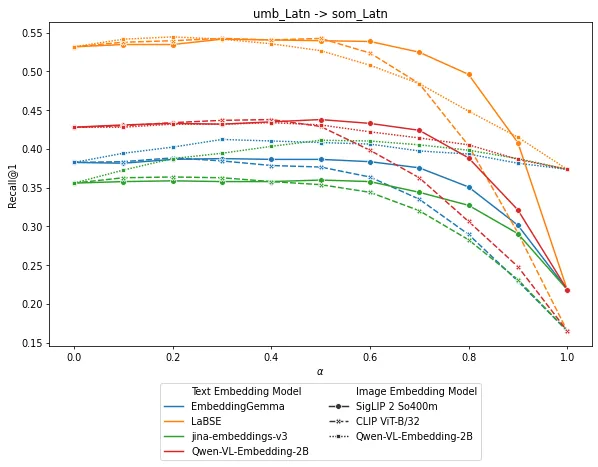 umb_Latn -> som_Latn
Recall@1
0.55
0.50
0.45
0.40
0.35
0.30
0.25
0.20
0.15
0.0 0.2 0.4 0.6 0.8 1.0
α
Text Embedding Model
EmbeddingGemma
LaBSE
jina-embeddings-v3
Qwen-VL-Embedding-2B
Image Embedding Model
SigLIP 2 So400m
CLIP ViT-B/32
Qwen-VL-Embedding-2B